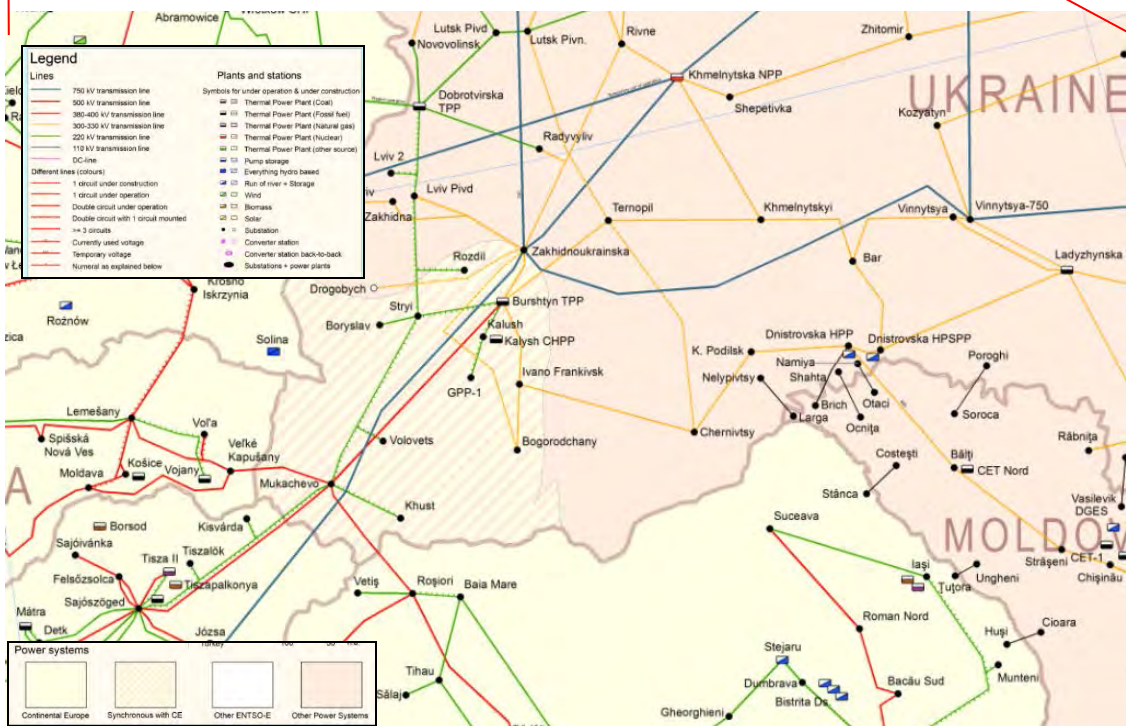 Abramowice
Lutsk Pivd
Novovolinsk
Lutsk Pivn.
Rivne
Zhitomir
Khmelnytska NPP
UKRAINE
Shepetivka
Kozyatyn
Legend
Lines
750 kV transmission line
500 kV transmission line
380-400 kV transmission line
300-330 kV transmission line
220 kV transmission line
110 kV transmission line
DC-line
Different lines (colours)
1 circuit under construction
1 circuit under operation
Double circuit under operation
Double circuit with 1 circuit mounted
>= 3 circuits
Currently used voltage
Temporary voltage
Numeral as explained below
Plants and stations
Symbols for under operation & under construction
Thermal Power Plant (Coal)
Thermal Power Plant (Fossil fuel)
Thermal Power Plant (Natural gas)
Thermal Power Plant (Nuclear)
Thermal Power Plant (other source)
Pump storage
Everything hydro based
Run of river + Storage
Wind
Biomass
Solar
Substation
Converter station
Converter station back-to-back
Substations + power plants
Dobrotvirska
TPP
Radyvyliv
Lviv 2
Lviv Pivd
Zakhidna
Ternopil
Khmelnytskyi
Vinnytsya
Vinnytsya-750
Zakhidnoukrainska
Bar
Ladyzhynska
Rozdil
Drogobych
Krosno
Iskrzynia
Rożnów
Solina
Stryi
Boryslav
Burshtyn TPP
Kalush
Kalysh CHPP
GPP-1
Ivano Frankivsk
K. Podilsk
Dnistrovska HPP
Dnistrovska HPSPP
Poroghi
Nelypivtsy
Namiya
Shahta
Otaci
Brich
Larga
Ocnița
Soroca
Chernivtsy
Bogorodchany
Volovets
Lemešany
Spišská
Nová Ves
Voľa
Veľké
Kapušany
Košice
Vojany
Moldava
Mukachevo
Khust
Râbnița
Bălți
CET Nord
Costești
Stânca
Vasilevik
DGES
MOLDOV
Suceava
Strășeni
CET-1
Chișinău
Borsod
Kisvárda
Sajóivánka
Tisza II
Tiszalök
Felsőzsolca
Tiszapalkonya
Sajószöged
Mátra
Detk
Józsa
Vetiș
Roșiori
Baia Mare
Iași
Țuțora
Ungheni
Roman Nord
Huși
Cioara
Munteni
Stejaru
Dumbrava
Bistrita Ds.
Bacău Sud
Gheorghieni
Tihau
Sălaj
Power systems
Continental Europe
Synchronous with CE
Other ENTSO-E
Other Power Systems